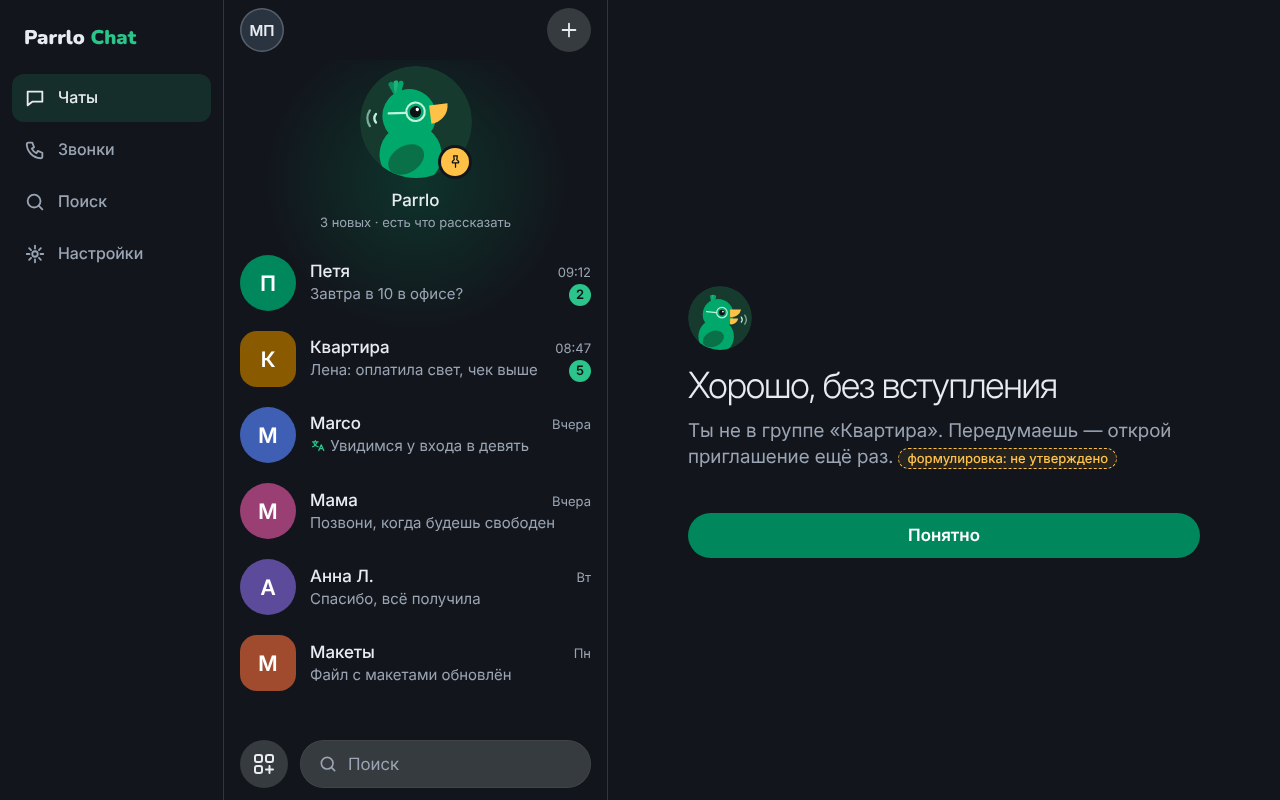 Parrlo Chat
Чаты
Звонки
Поиск
Настройки
МП
Parrlo
3 новых · есть что рассказать
П
Петя
09:12
Завтра в 10 в офисе?
2
К
Квартира
08:47
Лена: оплатила свет, чек выше
5
M
Marco
Вчера
Увидимся у входа в девять
М
Мама
Вчера
Позвони, когда будешь свободен
А
Анна Л.
Вт
Спасибо, всё получила
М
Макеты
Пн
Файл с макетами обновлён
Поиск
Хорошо, без вступления
Ты не в группе «Квартира». Передумаешь — открой
приглашение ещё раз. формулировка: не утверждено
Понятно